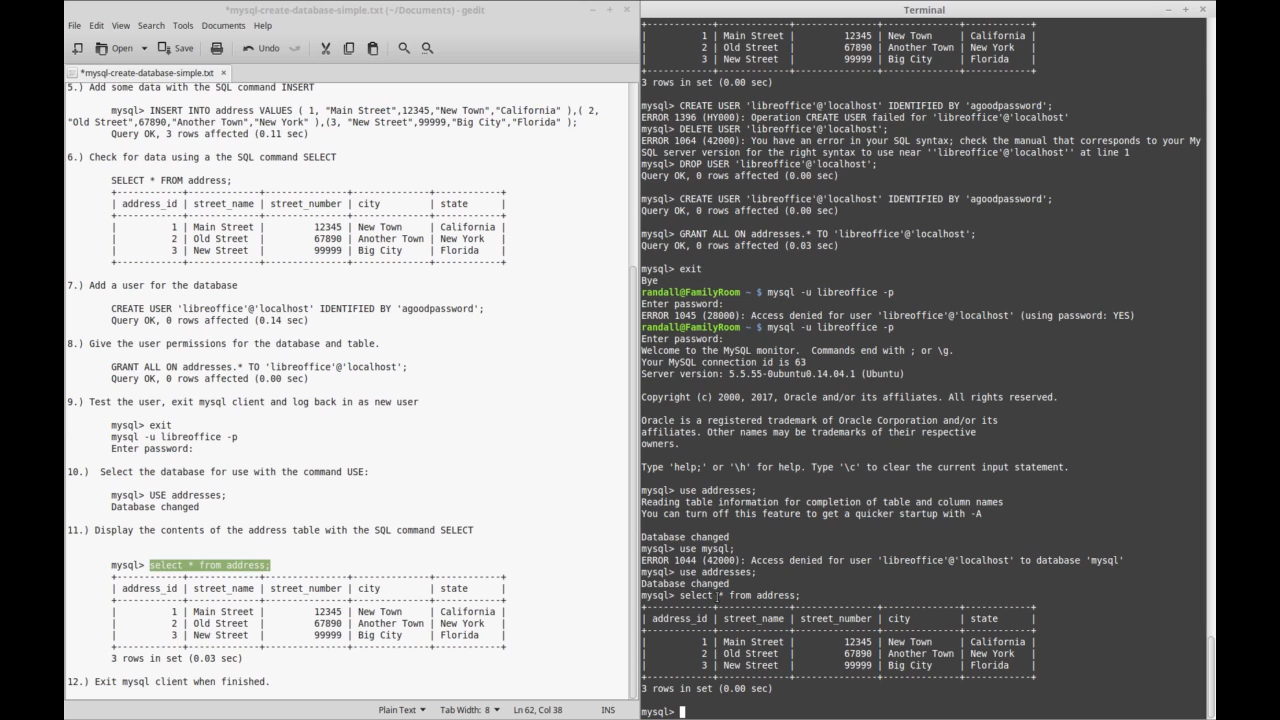 *mysql-create-database-simple.txt (~/Documents) - gedit
File Edit View Search Tools Documents Help
Open Save Undo
*mysql-create-database-simple.txt ×
5.) Add some data with the SQL command INSERT
mysql> INSERT INTO address VALUES ( 1, "Main Street",12345,"New Town","California" ),( 2,
"Old Street",67890,"Another Town","New York" ),(3, "New Street",99999,"Big City","Florida" );
Query OK, 3 rows affected (0.11 sec)
6.) Check for data using a the SQL command SELECT
SELECT * FROM address;
+------------+-------------+---------------+--------------+------------+
| address_id | street_name | street_number | city         | state      |
+------------+-------------+---------------+--------------+------------+
|          1 | Main Street |         12345 | New Town     | California |
|          2 | Old Street  |         67890 | Another Town | New York   |
|          3 | New Street  |         99999 | Big City     | Florida    |
+------------+-------------+---------------+--------------+------------+
7.) Add a user for the database
CREATE USER 'libreoffice'@'localhost' IDENTIFIED BY 'agoodpassword';
Query OK, 0 rows affected (0.14 sec)
8.) Give the user permissions for the database and table.
GRANT ALL ON addresses.* TO 'libreoffice'@'localhost';
Query OK, 0 rows affected (0.00 sec)
9.) Test the user, exit mysql client and log back in as new user
mysql> exit
mysql -u libreoffice -p
Enter password:
10.)  Select the database for use with the command USE:
mysql> USE addresses;
Database changed
11.) Display the contents of the address table with the SQL command SELECT
mysql> select * from address;
+------------+-------------+---------------+--------------+------------+
| address_id | street_name | street_number | city         | state      |
+------------+-------------+---------------+--------------+------------+
|          1 | Main Street |         12345 | New Town     | California |
|          2 | Old Street  |         67890 | Another Town | New York   |
|          3 | New Street  |         99999 | Big City     | Florida    |
+------------+-------------+---------------+--------------+------------+
3 rows in set (0.03 sec)
12.) Exit mysql client when finished.
Plain Text Tab Width: 8 Ln 62, Col 38 INS
Terminal
+------------+-------------+---------------+--------------+------------+
|          1 | Main Street |         12345 | New Town     | California |
|          2 | Old Street  |         67890 | Another Town | New York   |
|          3 | New Street  |         99999 | Big City     | Florida    |
+------------+-------------+---------------+--------------+------------+
3 rows in set (0.00 sec)
mysql> CREATE USER 'libreoffice'@'localhost' IDENTIFIED BY 'agoodpassword';
ERROR 1396 (HY000): Operation CREATE USER failed for 'libreoffice'@'localhost'
mysql> DELETE USER 'libreoffice'@'localhost';
ERROR 1064 (42000): You have an error in your SQL syntax; check the manual that corresponds to your My
SQL server version for the right syntax to use near ''libreoffice'@'localhost'' at line 1
mysql> DROP USER 'libreoffice'@'localhost';
Query OK, 0 rows affected (0.00 sec)
mysql> CREATE USER 'libreoffice'@'localhost' IDENTIFIED BY 'agoodpassword';
Query OK, 0 rows affected (0.00 sec)
mysql> GRANT ALL ON addresses.* TO 'libreoffice'@'localhost';
Query OK, 0 rows affected (0.03 sec)
mysql> exit
Bye
randall@FamilyRoom ~ $ mysql -u libreoffice -p
Enter password:
ERROR 1045 (28000): Access denied for user 'libreoffice'@'localhost' (using password: YES)
randall@FamilyRoom ~ $ mysql -u libreoffice -p
Enter password:
Welcome to the MySQL monitor.  Commands end with ; or \g.
Your MySQL connection id is 63
Server version: 5.5.55-0ubuntu0.14.04.1 (Ubuntu)
Copyright (c) 2000, 2017, Oracle and/or its affiliates. All rights reserved.
Oracle is a registered trademark of Oracle Corporation and/or its
affiliates. Other names may be trademarks of their respective
owners.
Type 'help;' or '\h' for help. Type '\c' to clear the current input statement.
mysql> use addresses;
Reading table information for completion of table and column names
You can turn off this feature to get a quicker startup with -A
Database changed
mysql> use mysql;
ERROR 1044 (42000): Access denied for user 'libreoffice'@'localhost' to database 'mysql'
mysql> use addresses;
Database changed
mysql> select * from address;
+------------+-------------+---------------+--------------+------------+
| address_id | street_name | street_number | city         | state      |
+------------+-------------+---------------+--------------+------------+
|          1 | Main Street |         12345 | New Town     | California |
|          2 | Old Street  |         67890 | Another Town | New York   |
|          3 | New Street  |         99999 | Big City     | Florida    |
+------------+-------------+---------------+--------------+------------+
3 rows in set (0.00 sec)
mysql>